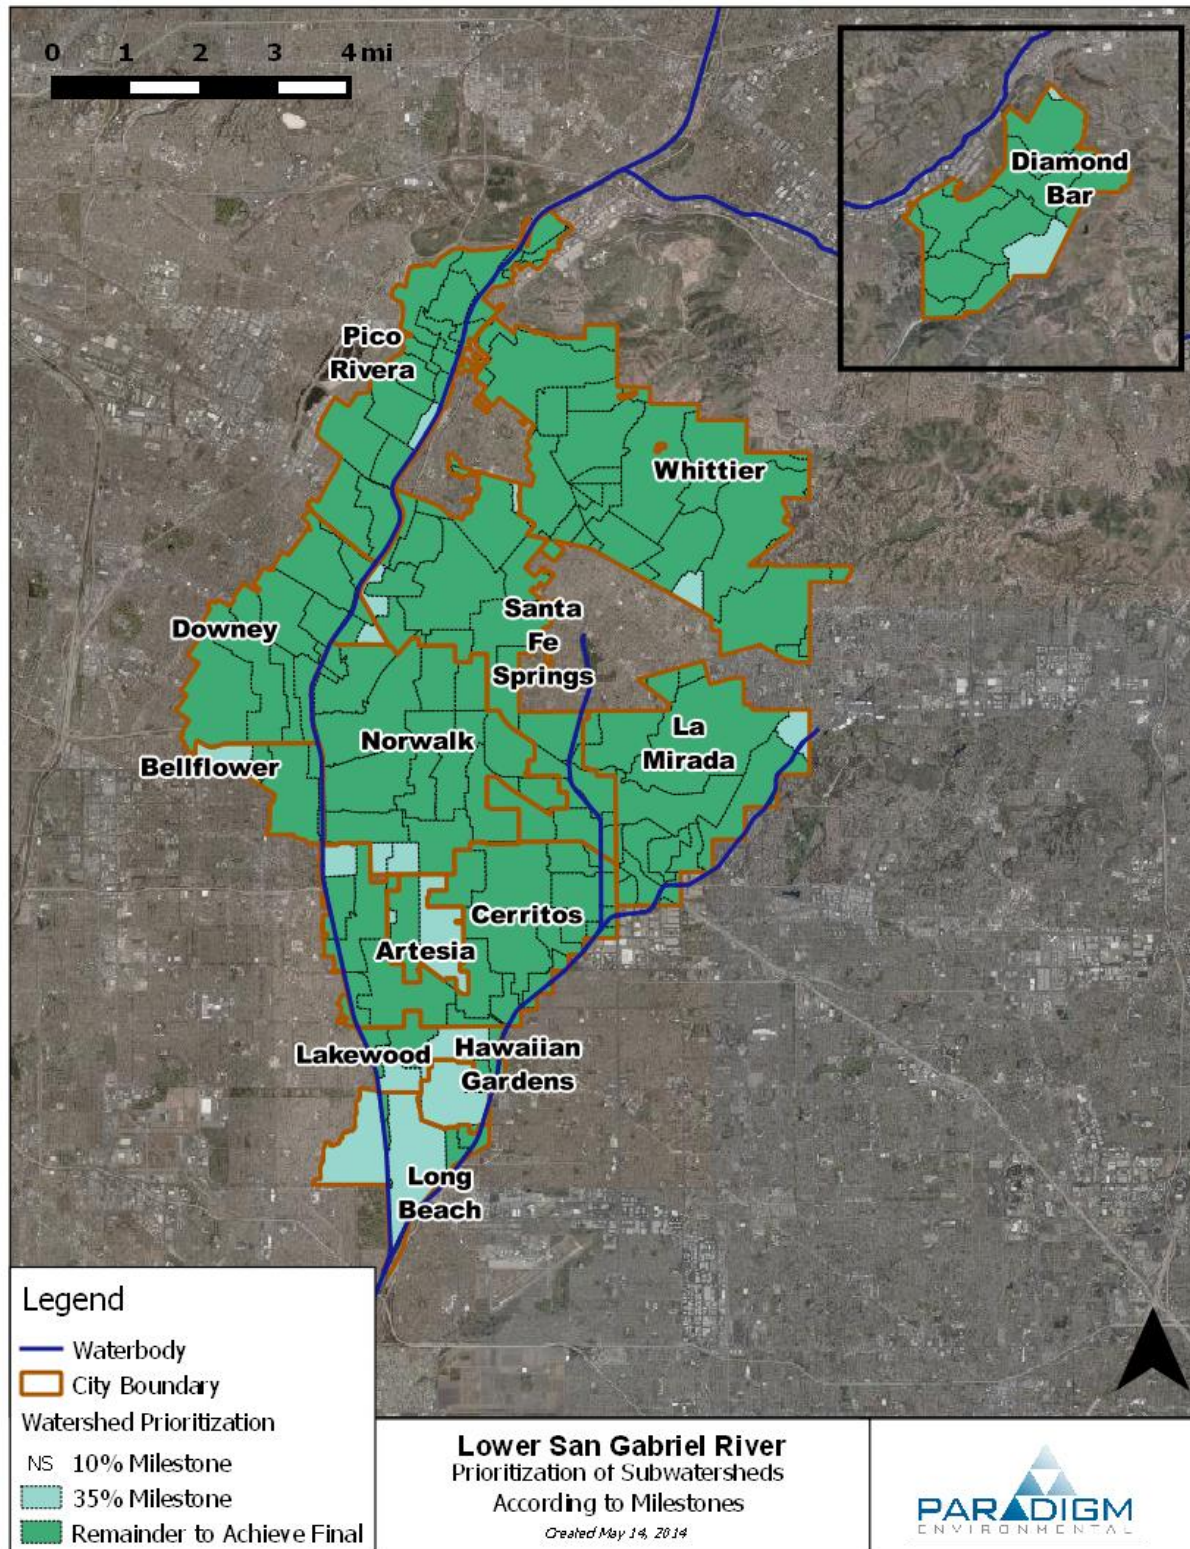 0 1 2 3 4 mi
Diamond
Bar
Pico
Rivera
Whittier
Santa
Fe
Springs
Downey
La
Mirada
Norwalk
Bellflower
Cerritos
Artesia
Lakewood
Hawaiian
Gardens
Long
Beach
Legend
Waterbody
City Boundary
Watershed Prioritization
NS 10% Milestone
35% Milestone
Remainder to Achieve Final
Lower San Gabriel River
Prioritization of Subwatersheds
According to Milestones
Created May 14, 2014
PARADIGM
ENVIRONMENTAL